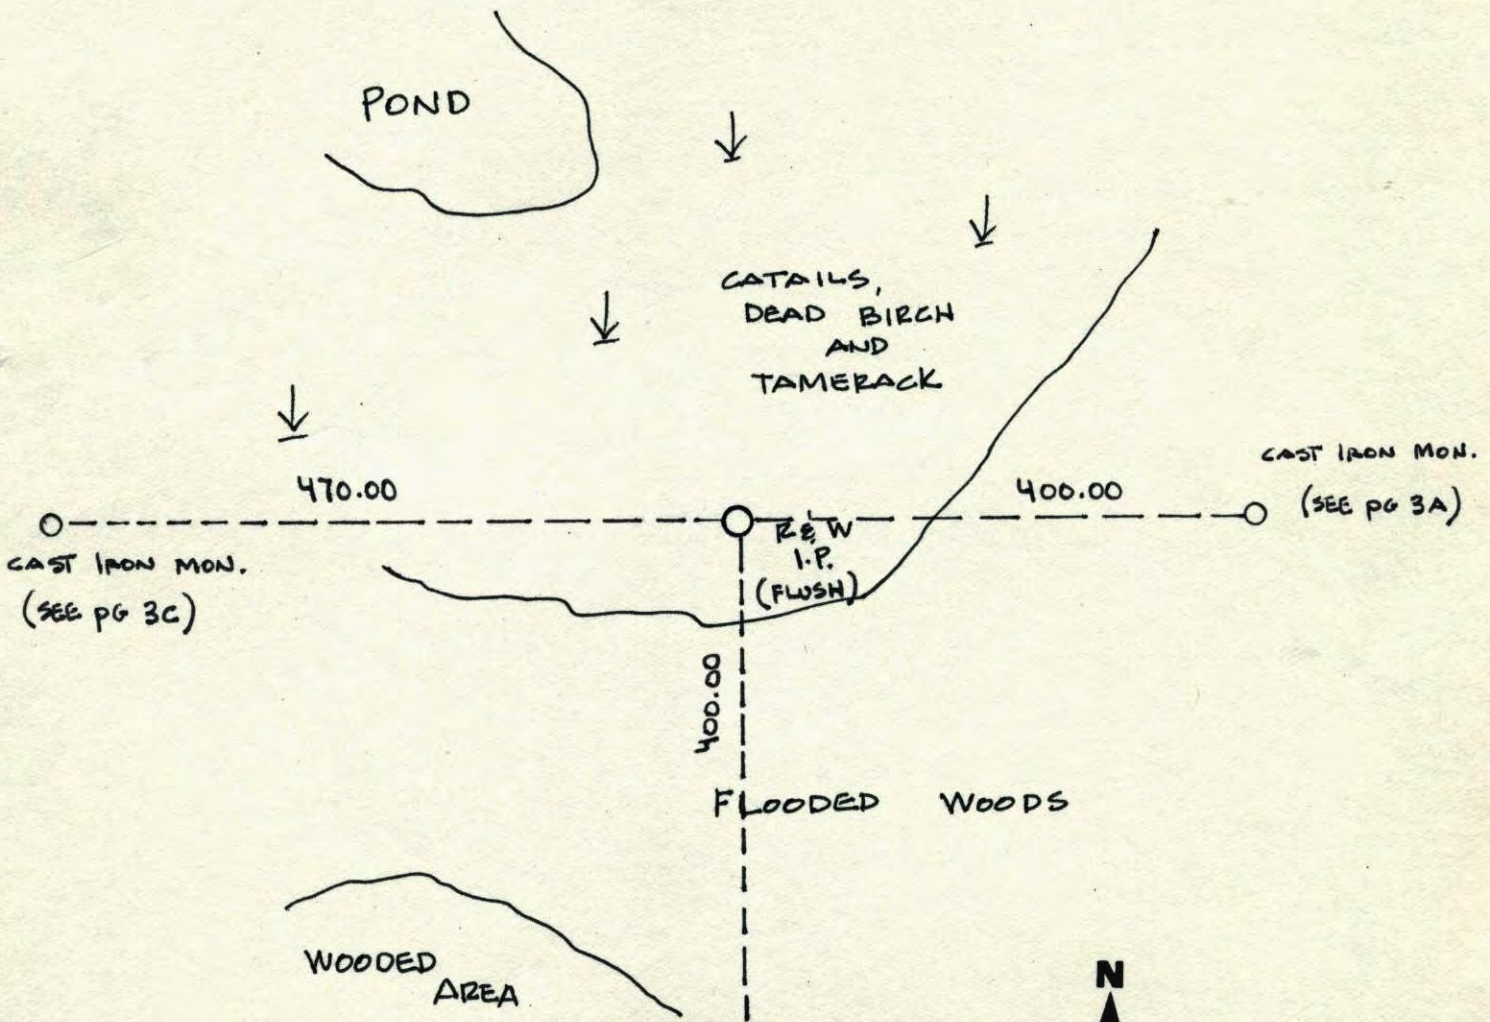 POND
CATAILS,
DEAD BIRCH
AND
TAMERACK
470.00
400.00
CAST IRON MON.
(SEE PG 3A)
R & W
I.P.
(FLUSH)
CAST IRON MON.
(SEE PG 3C)
400.00
FLOODED WOODS
WOODED
AREA
N